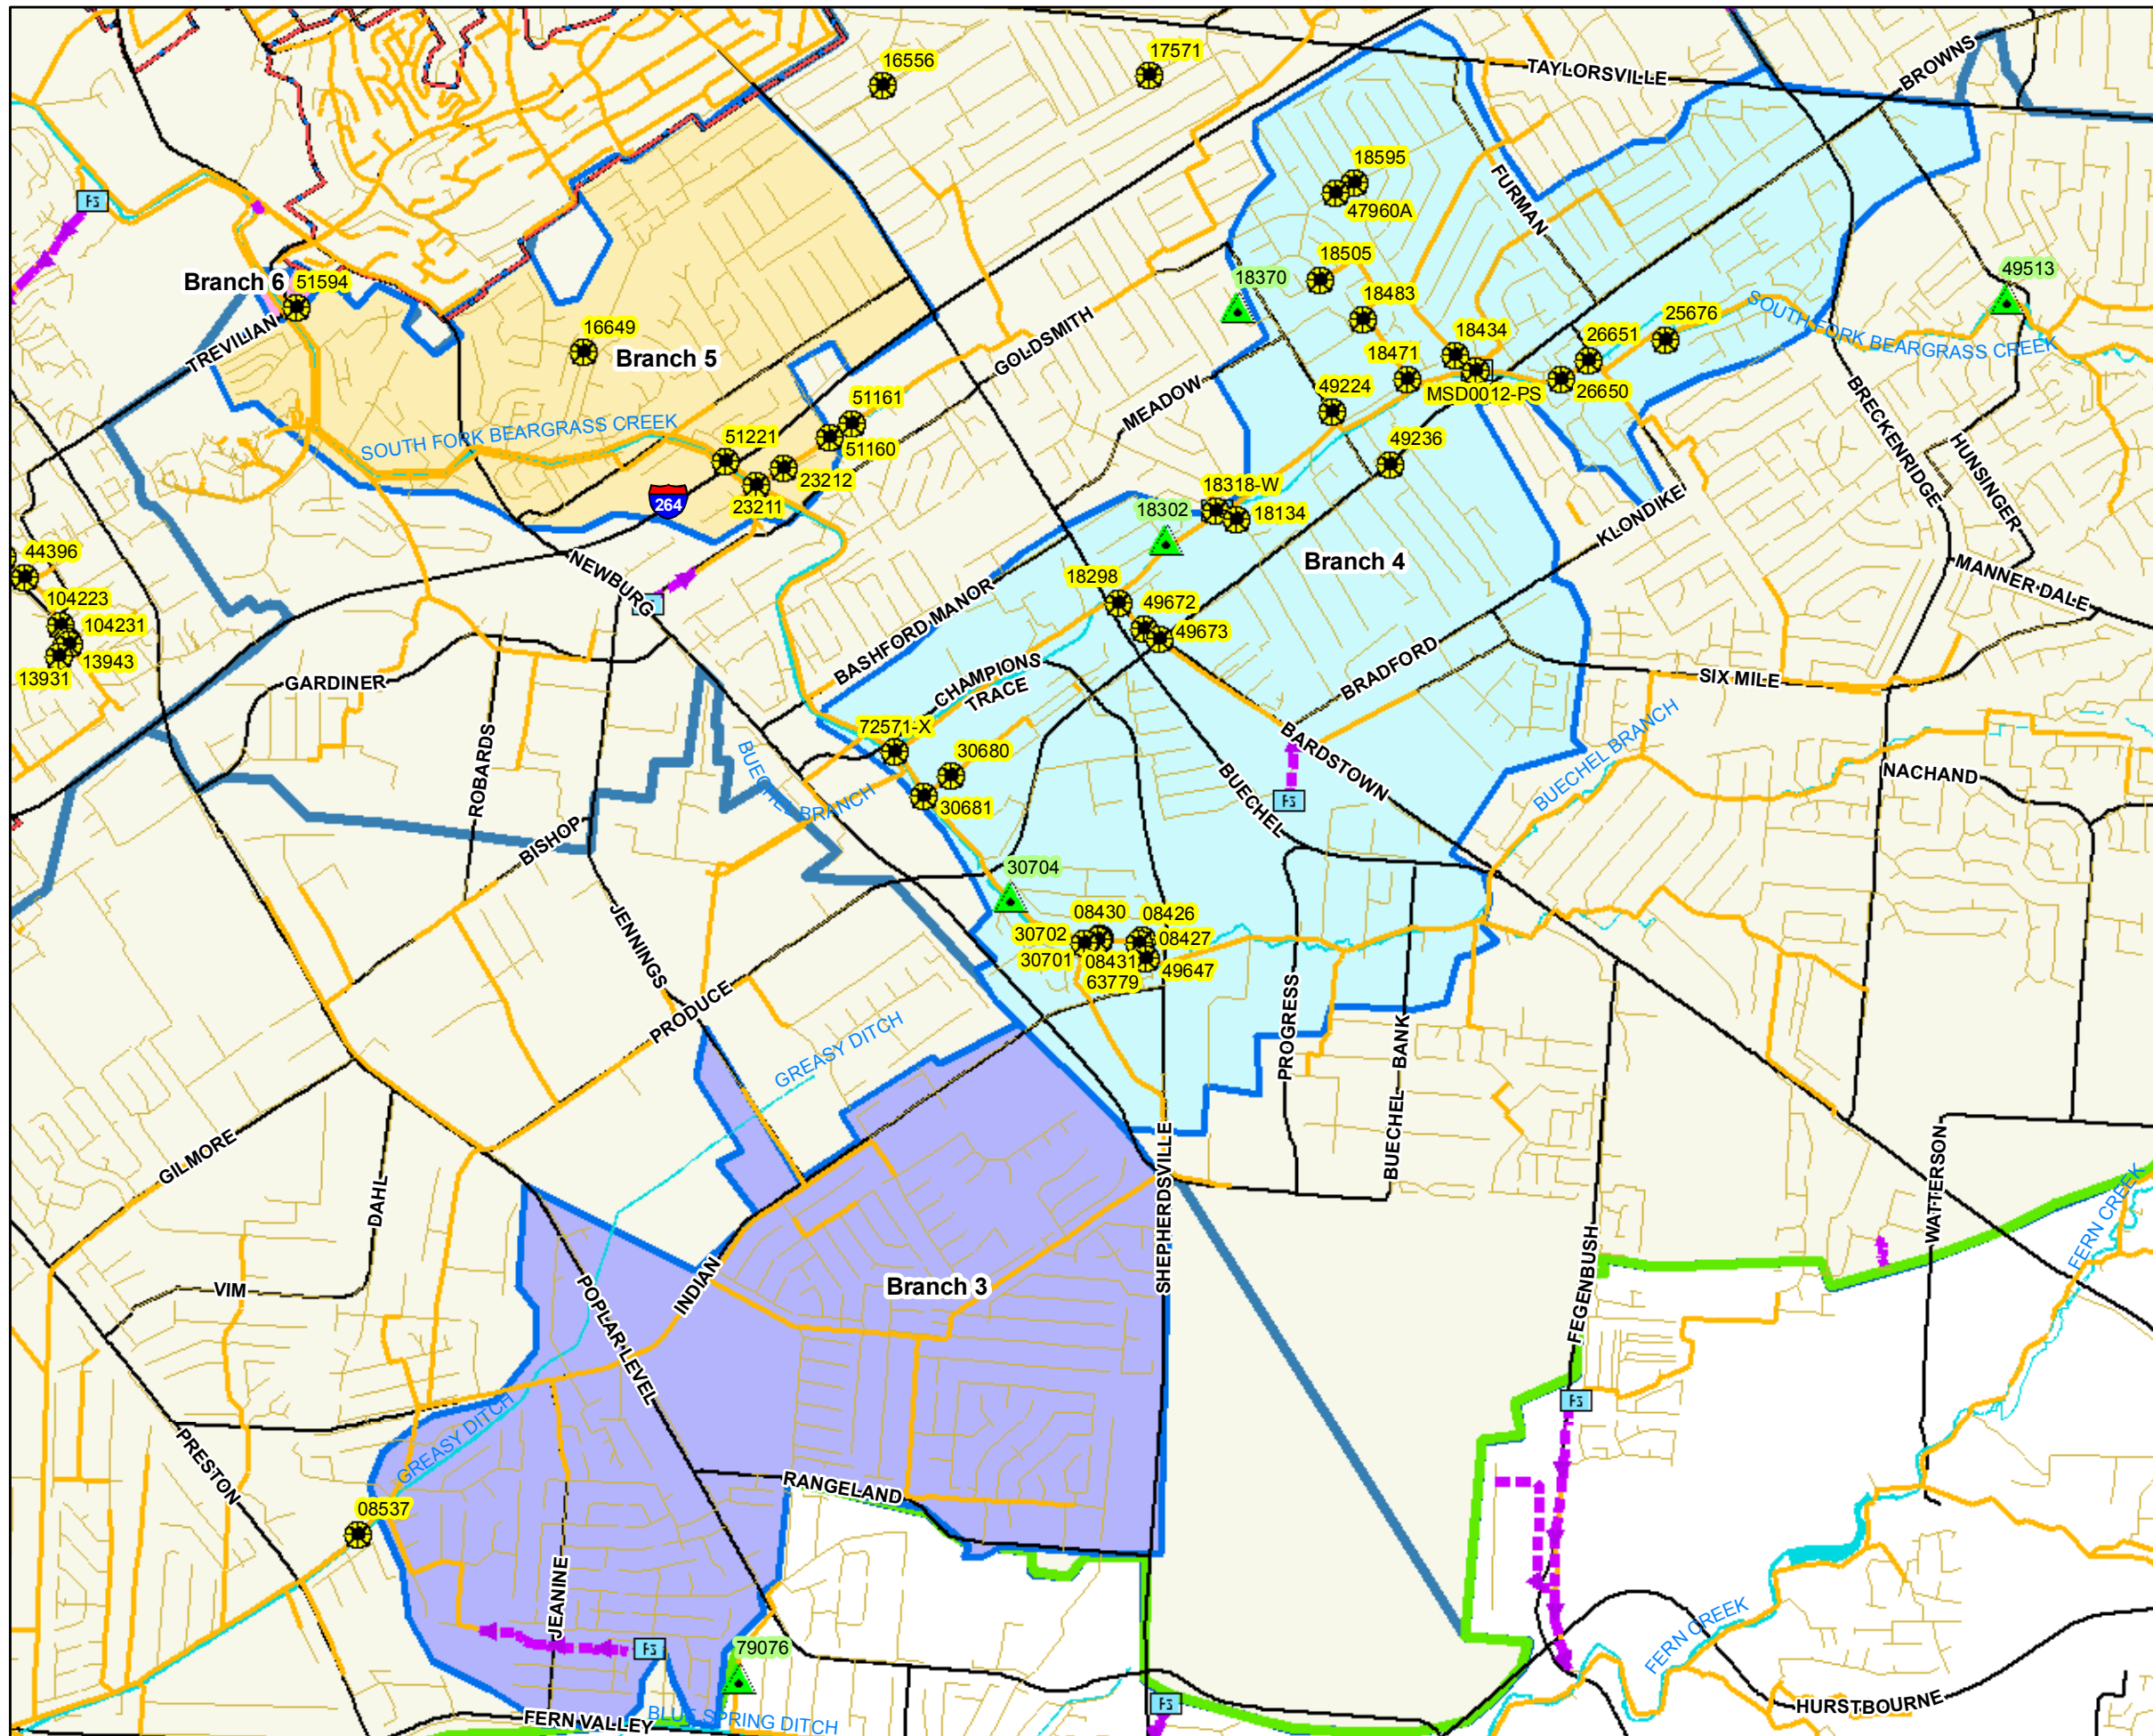 16556
17571
TAYLORSVILLE
BROWNS
18595
47960A
FURMAN
Branch 6
51594
18505
18370
49513
18483
25676
SOUTH FORK BEARGRASS CREEK
16649
Branch 5
TREVILIAN
GOLDSMITH
18434
26651
18471
MSD0012-PS
26650
49224
MEADOW
51161
BRECKENRIDGE
HUNSINGER
SOUTH FORK BEARGRASS CREEK
51221
51160
49236
23212
264
23211
18318-W
18302
18134
KLONDIKE
44396
NEWBURG
Branch 4
MANNER DALE
104223
18298
49672
104231
49673
13943
13931
BASHFORD MANOR
CHAMPIONS
TRACE
BRADFORD
SIX MILE
GARDINER
72571-X
30680
BARDSTOWN
BUECHEL BRANCH
ROBARDS
BUECHEL BRANCH
BUECHEL
NACHAND
30681
BISHOP
30704
08430
08426
30702
08427
30701
08431
49647
63779
JENNINGS
PRODUCE
GREASY DITCH
PROGRESS
BUECHEL BANK
GILMORE
DAHL
SHEPHERDSVILLE
WATTERSON
FERN CREEK
FEGENBUSH
VIM
INDIAN
Branch 3
POPLAR LEVEL
GREASY DITCH
PRESTON
RANGELAND
08537
JEANINE
79076
FERN CREEK
HURSTBOURNE
FERN VALLEY
BLUE SPRING DITCH